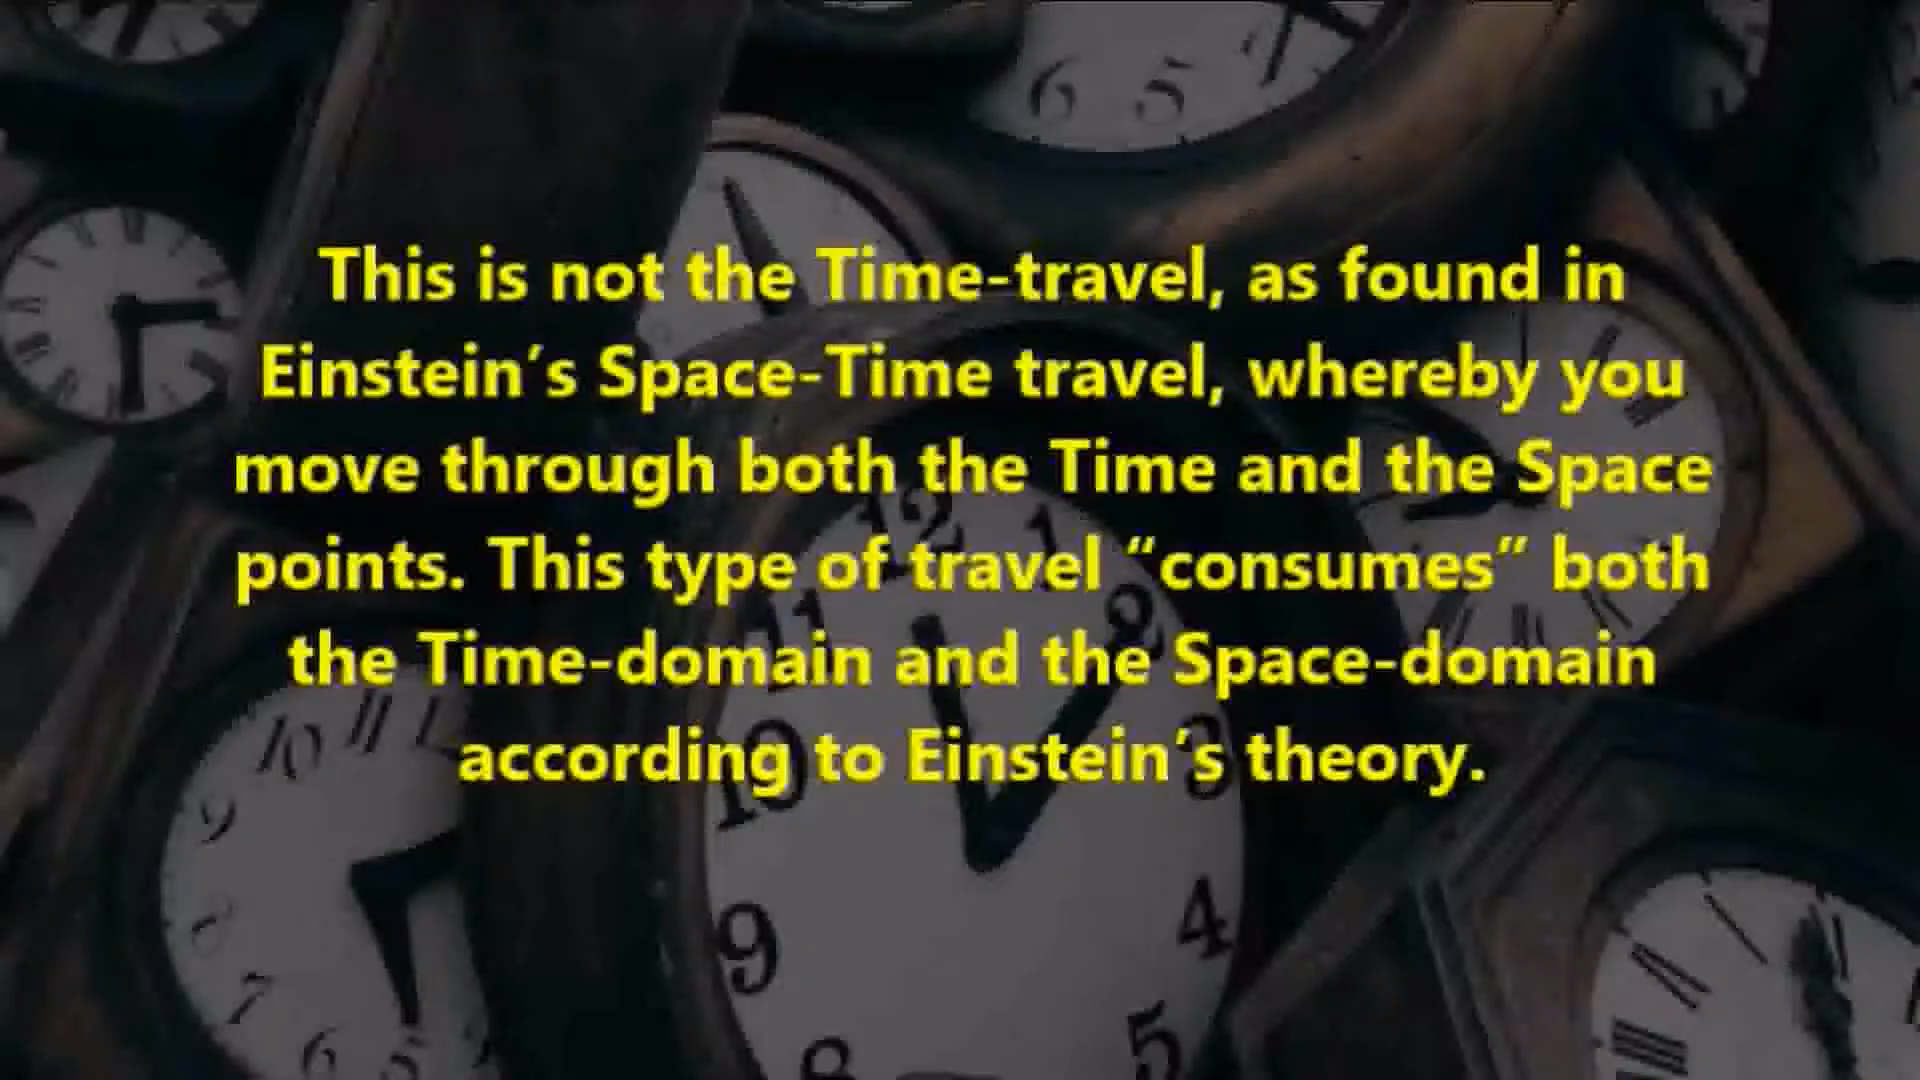 This is not the Time-travel, as found in
Einstein’s Space-Time travel, whereby you
move through both the Time and the Space
points. This type of travel “consumes” both
the Time-domain and the Space-domain
according to Einstein’s theory.